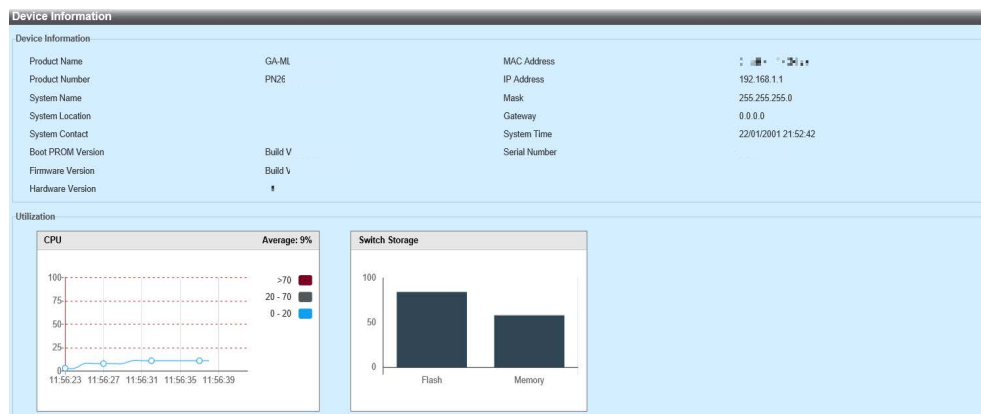 Device Information
Device Information
Product Name GA-ML
Product Number PN26
System Name
System Location
System Contact
Boot PROM Version Build V
Firmware Version Build V
Hardware Version
MAC Address
IP Address 192.168.1.1
Mask 255.255.255.0
Gateway 0.0.0.0
System Time 22/01/2001 21:52:42
Serial Number
Utilization
CPU Average: 9%
100
75
50
25
0
11:56:23 11:56:27 11:56:31 11:56:35 11:56:39
>70
20 - 70
0 - 20
Switch Storage
100
50
0
Flash Memory